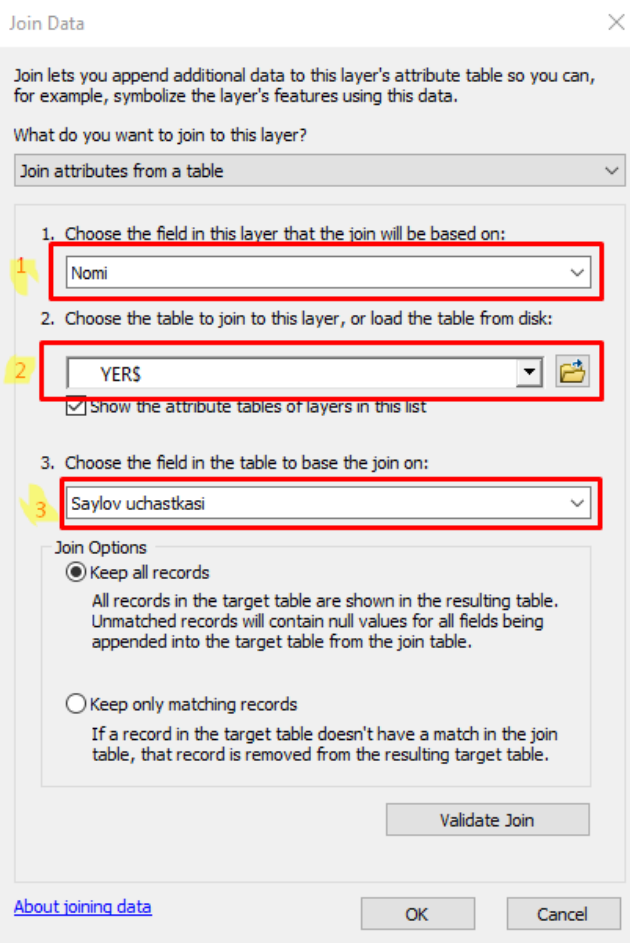 Join Data
Join lets you append additional data to this layer's attribute table so you can,
for example, symbolize the layer's features using this data.
What do you want to join to this layer?
Join attributes from a table
1. Choose the field in this layer that the join will be based on:
1
Nomi
2. Choose the table to join to this layer, or load the table from disk:
2
YER$
Show the attribute tables of layers in this list
3. Choose the field in the table to base the join on:
3
Saylov uchastkasi
Join Options
Keep all records
All records in the target table are shown in the resulting table.
Unmatched records will contain null values for all fields being
appended into the target table from the join table.
Keep only matching records
If a record in the target table doesn't have a match in the join
table, that record is removed from the resulting target table.
Validate Join
About joining data
OK
Cancel